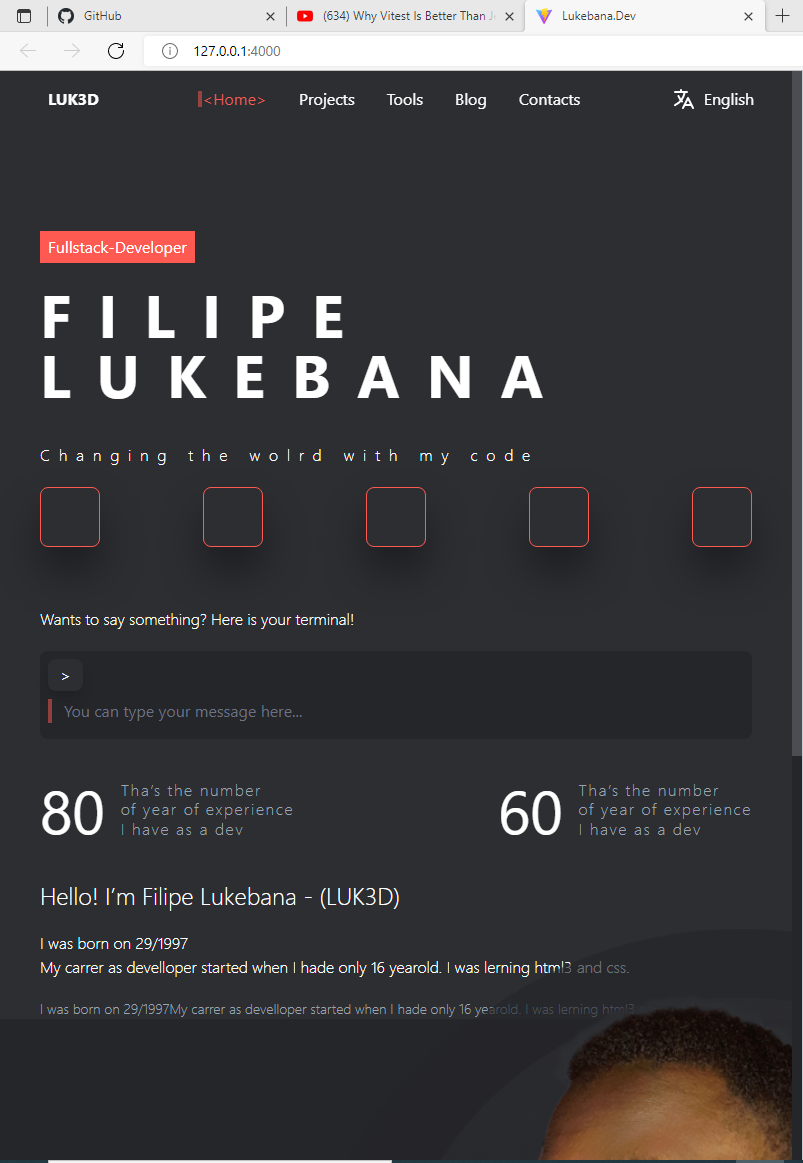 GitHub
(634) Why Vitest Is Better Than J
Lukebana.Dev
127.0.0.1:4000
LUK3D
<Home>
Projects
Tools
Blog
Contacts
English
Fullstack-Developer
FILIPE
LUKEBANA
Changing the wolrd with my code
Wants to say something? Here is your terminal!
>
You can type your message here...
80
Tha's the number
of year of experience
I have as a dev
60
Tha's the number
of year of experience
I have as a dev
Hello! I'm Filipe Lukebana - (LUK3D)
I was born on 29/1997
My carrer as develloper started when I hade only 16 yearold. I was lerning html3 and css.
I was born on 29/1997My carrer as develloper started when I hade only 16 yearold. I was lerning html3